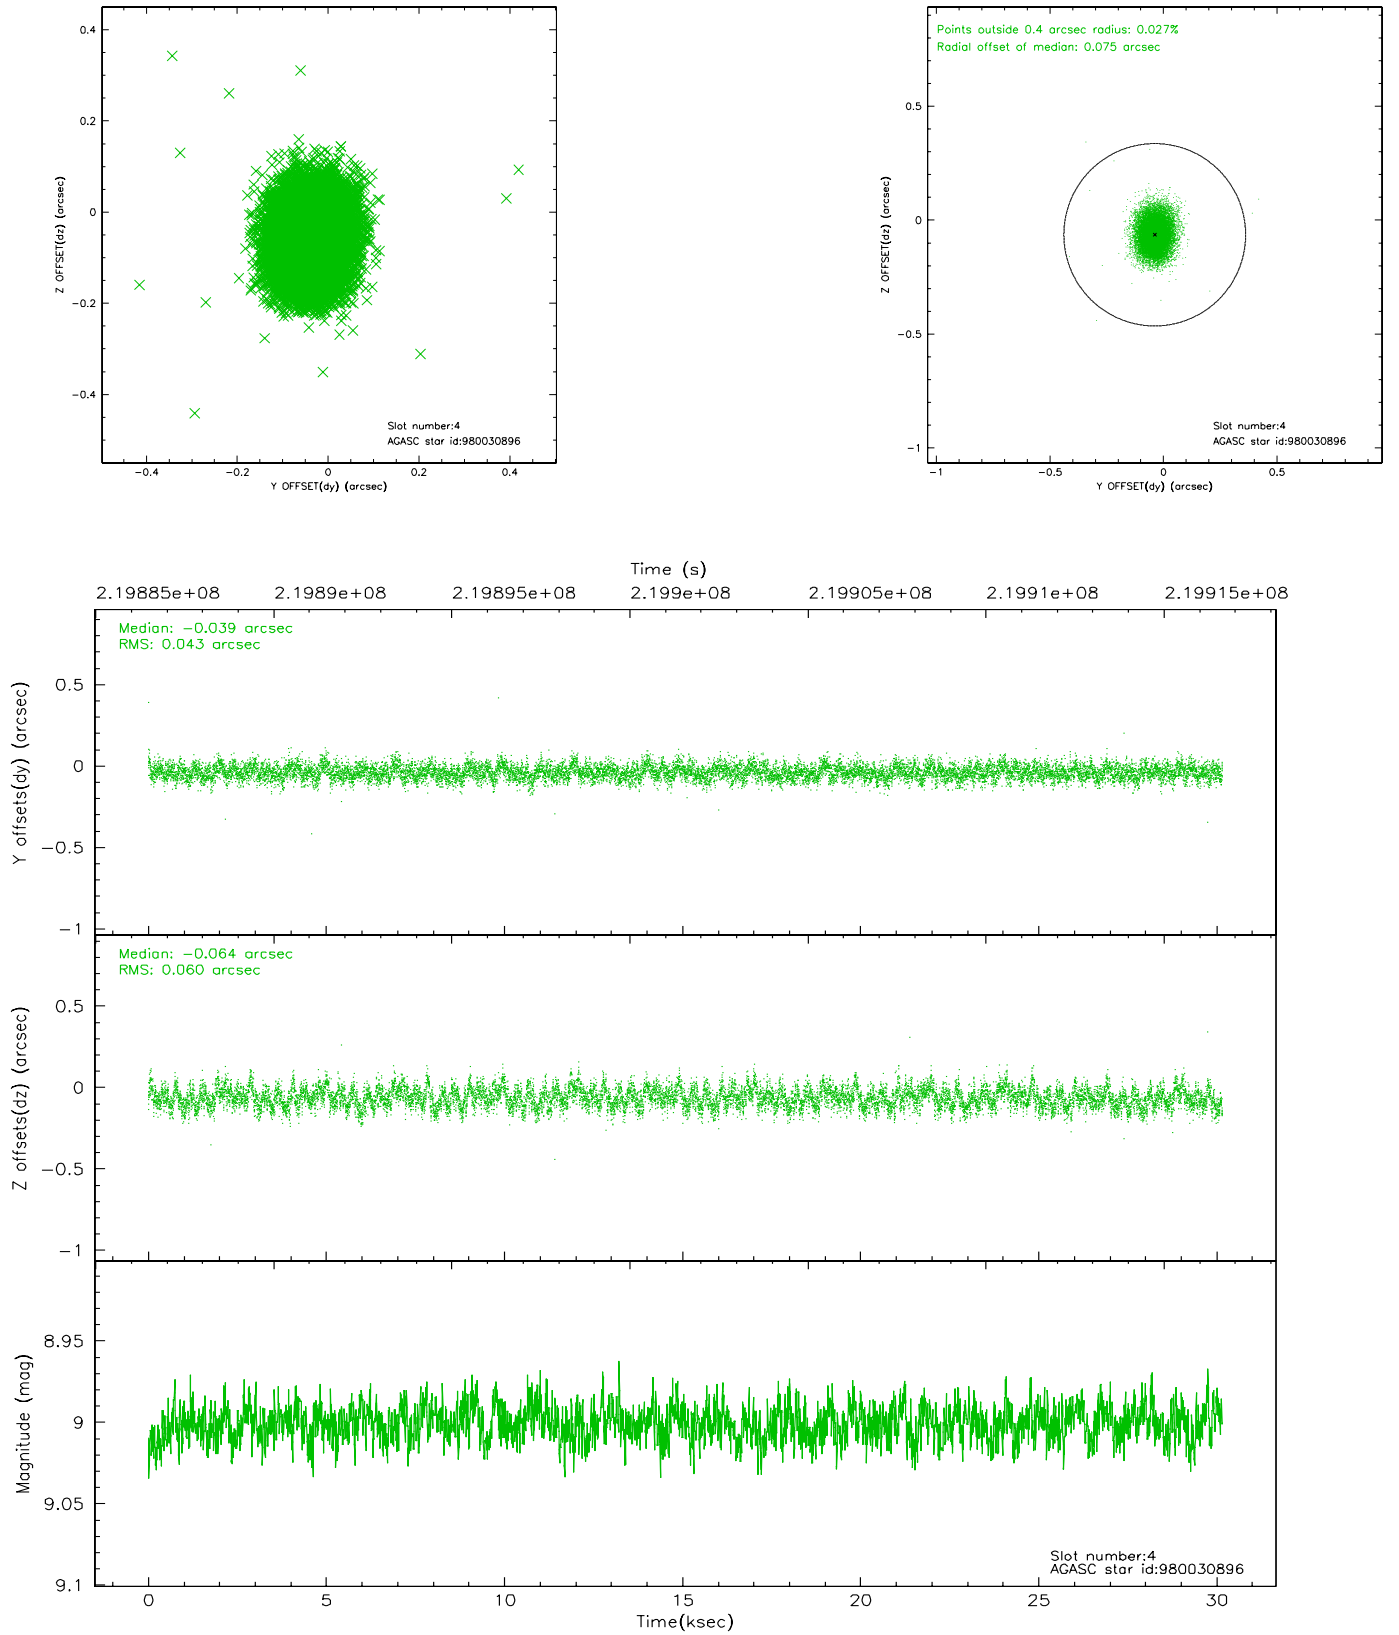 0.4
0.2
0
−0.2
−0.4
Z OFFSET(dz) (arcsec)
Slot number:4
AGASC star id:980030896
−0.4
−0.2
0
0.2
0.4
Y OFFSET(dy) (arcsec)
Points outside 0.4 arcsec radius: 0.027%
Radial offset of median: 0.075 arcsec
0.5
0
−0.5
−1
Z OFFSET(dz) (arcsec)
Slot number:4
AGASC star id:980030896
−1
−0.5
0
0.5
Y OFFSET(dy) (arcsec)
Time (s)
2.19885e+08
2.1989e+08
2.19895e+08
2.199e+08
2.19905e+08
2.1991e+08
2.19915e+08
Median: −0.039 arcsec
RMS: 0.043 arcsec
0.5
0
−0.5
−1
Y offsets(dy) (arcsec)
Median: −0.064 arcsec
RMS: 0.060 arcsec
0.5
0
−0.5
−1
Z offsets(dz) (arcsec)
8.95
9
9.05
9.1
Magnitude (mag)
Slot number:4
AGASC star id:980030896
0
5
10
15
20
25
30
Time(ksec)